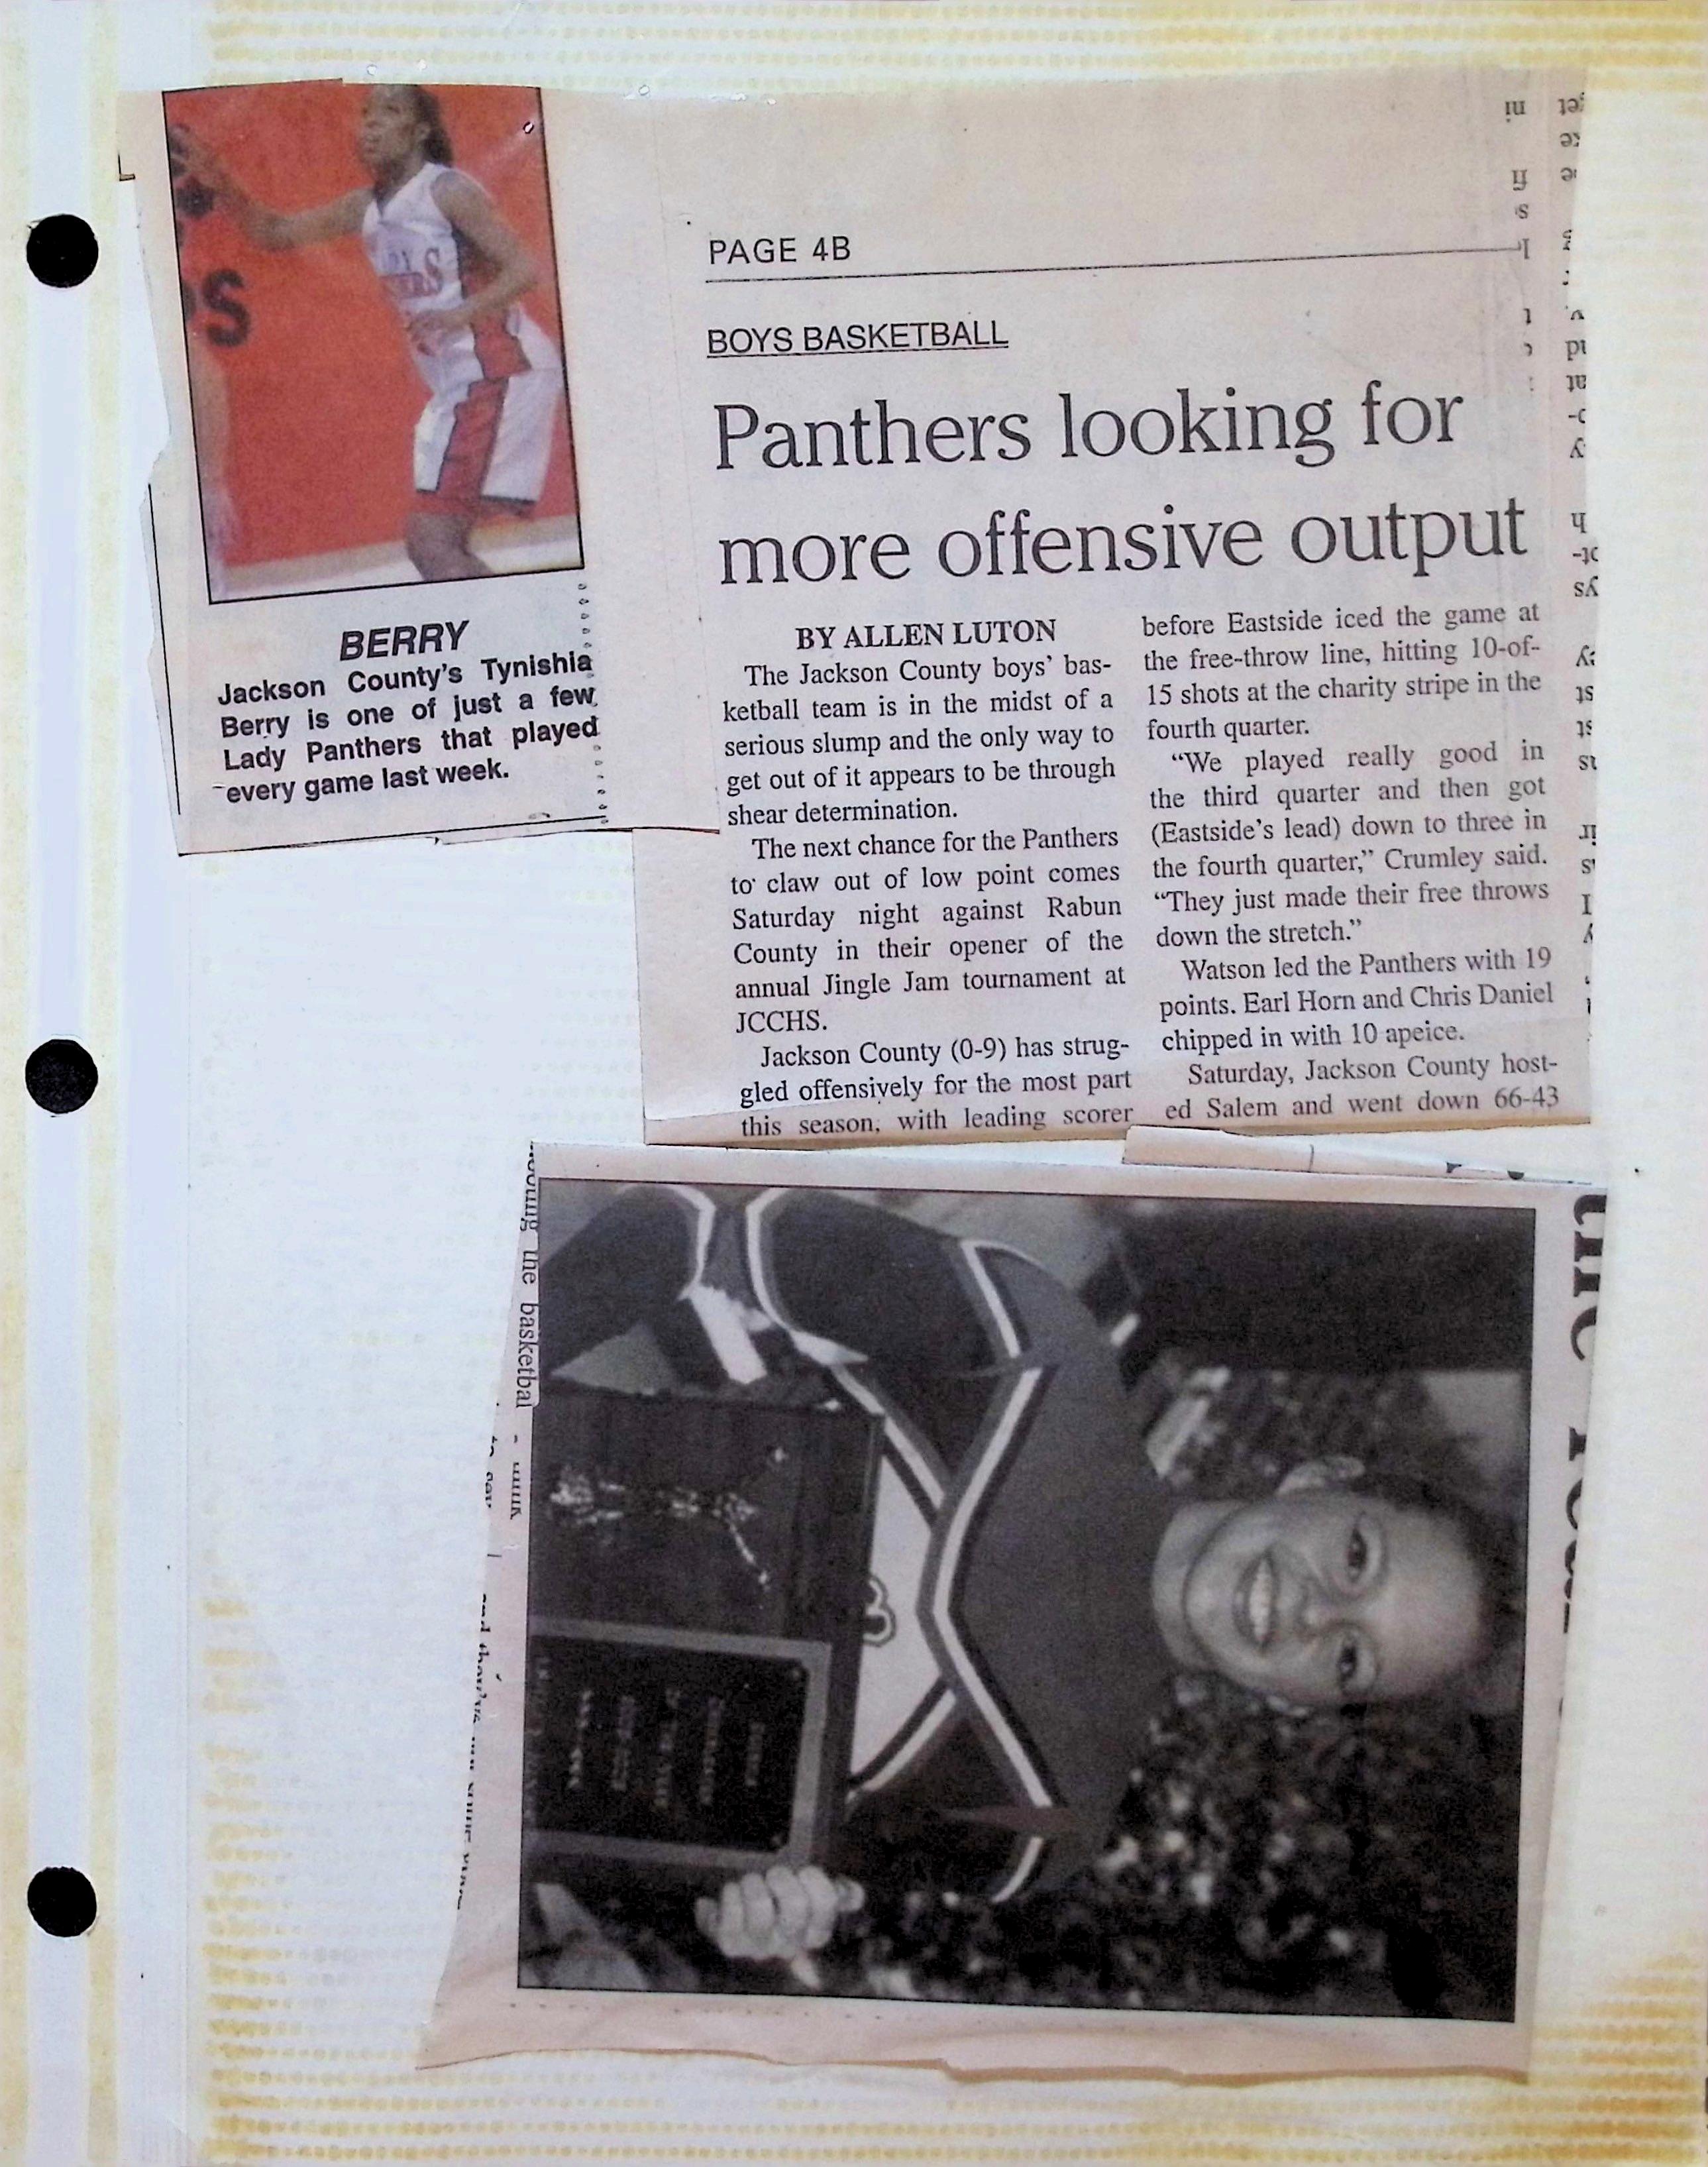 BERRY
Jackson County's Tynishia
Berry is one of just a few
Lady Panthers that played
every game last week.
PAGE 4B
BOYS BASKETBALL
Panthers looking for
more offensive output
BY ALLEN LUTON
The Jackson County boys' bas-
ketball team is in the midst of a
serious slump and the only way to
get out of it appears to be through
shear determination.
The next chance for the Panthers
to claw out of low point comes
Saturday night against Rabun
County in their opener of the
annual Jingle Jam tournament at
JCCHS.
Jackson County (0-9) has strug-
gled offensively for the most part
this season, with leading scorer
before Eastside iced the game at
the free-throw line, hitting 10-of-
15 shots at the charity stripe in the
fourth quarter.
“We played really good in
the third quarter and then got
(Eastside's lead) down to three in
the fourth quarter,” Crumley said.
“They just made their free throws
down the stretch.”
Watson led the Panthers with 19
points. Earl Horn and Chris Daniel
chipped in with 10 apeice.
Saturday, Jackson County host-
ed Salem and went down 66-43
the basketbal